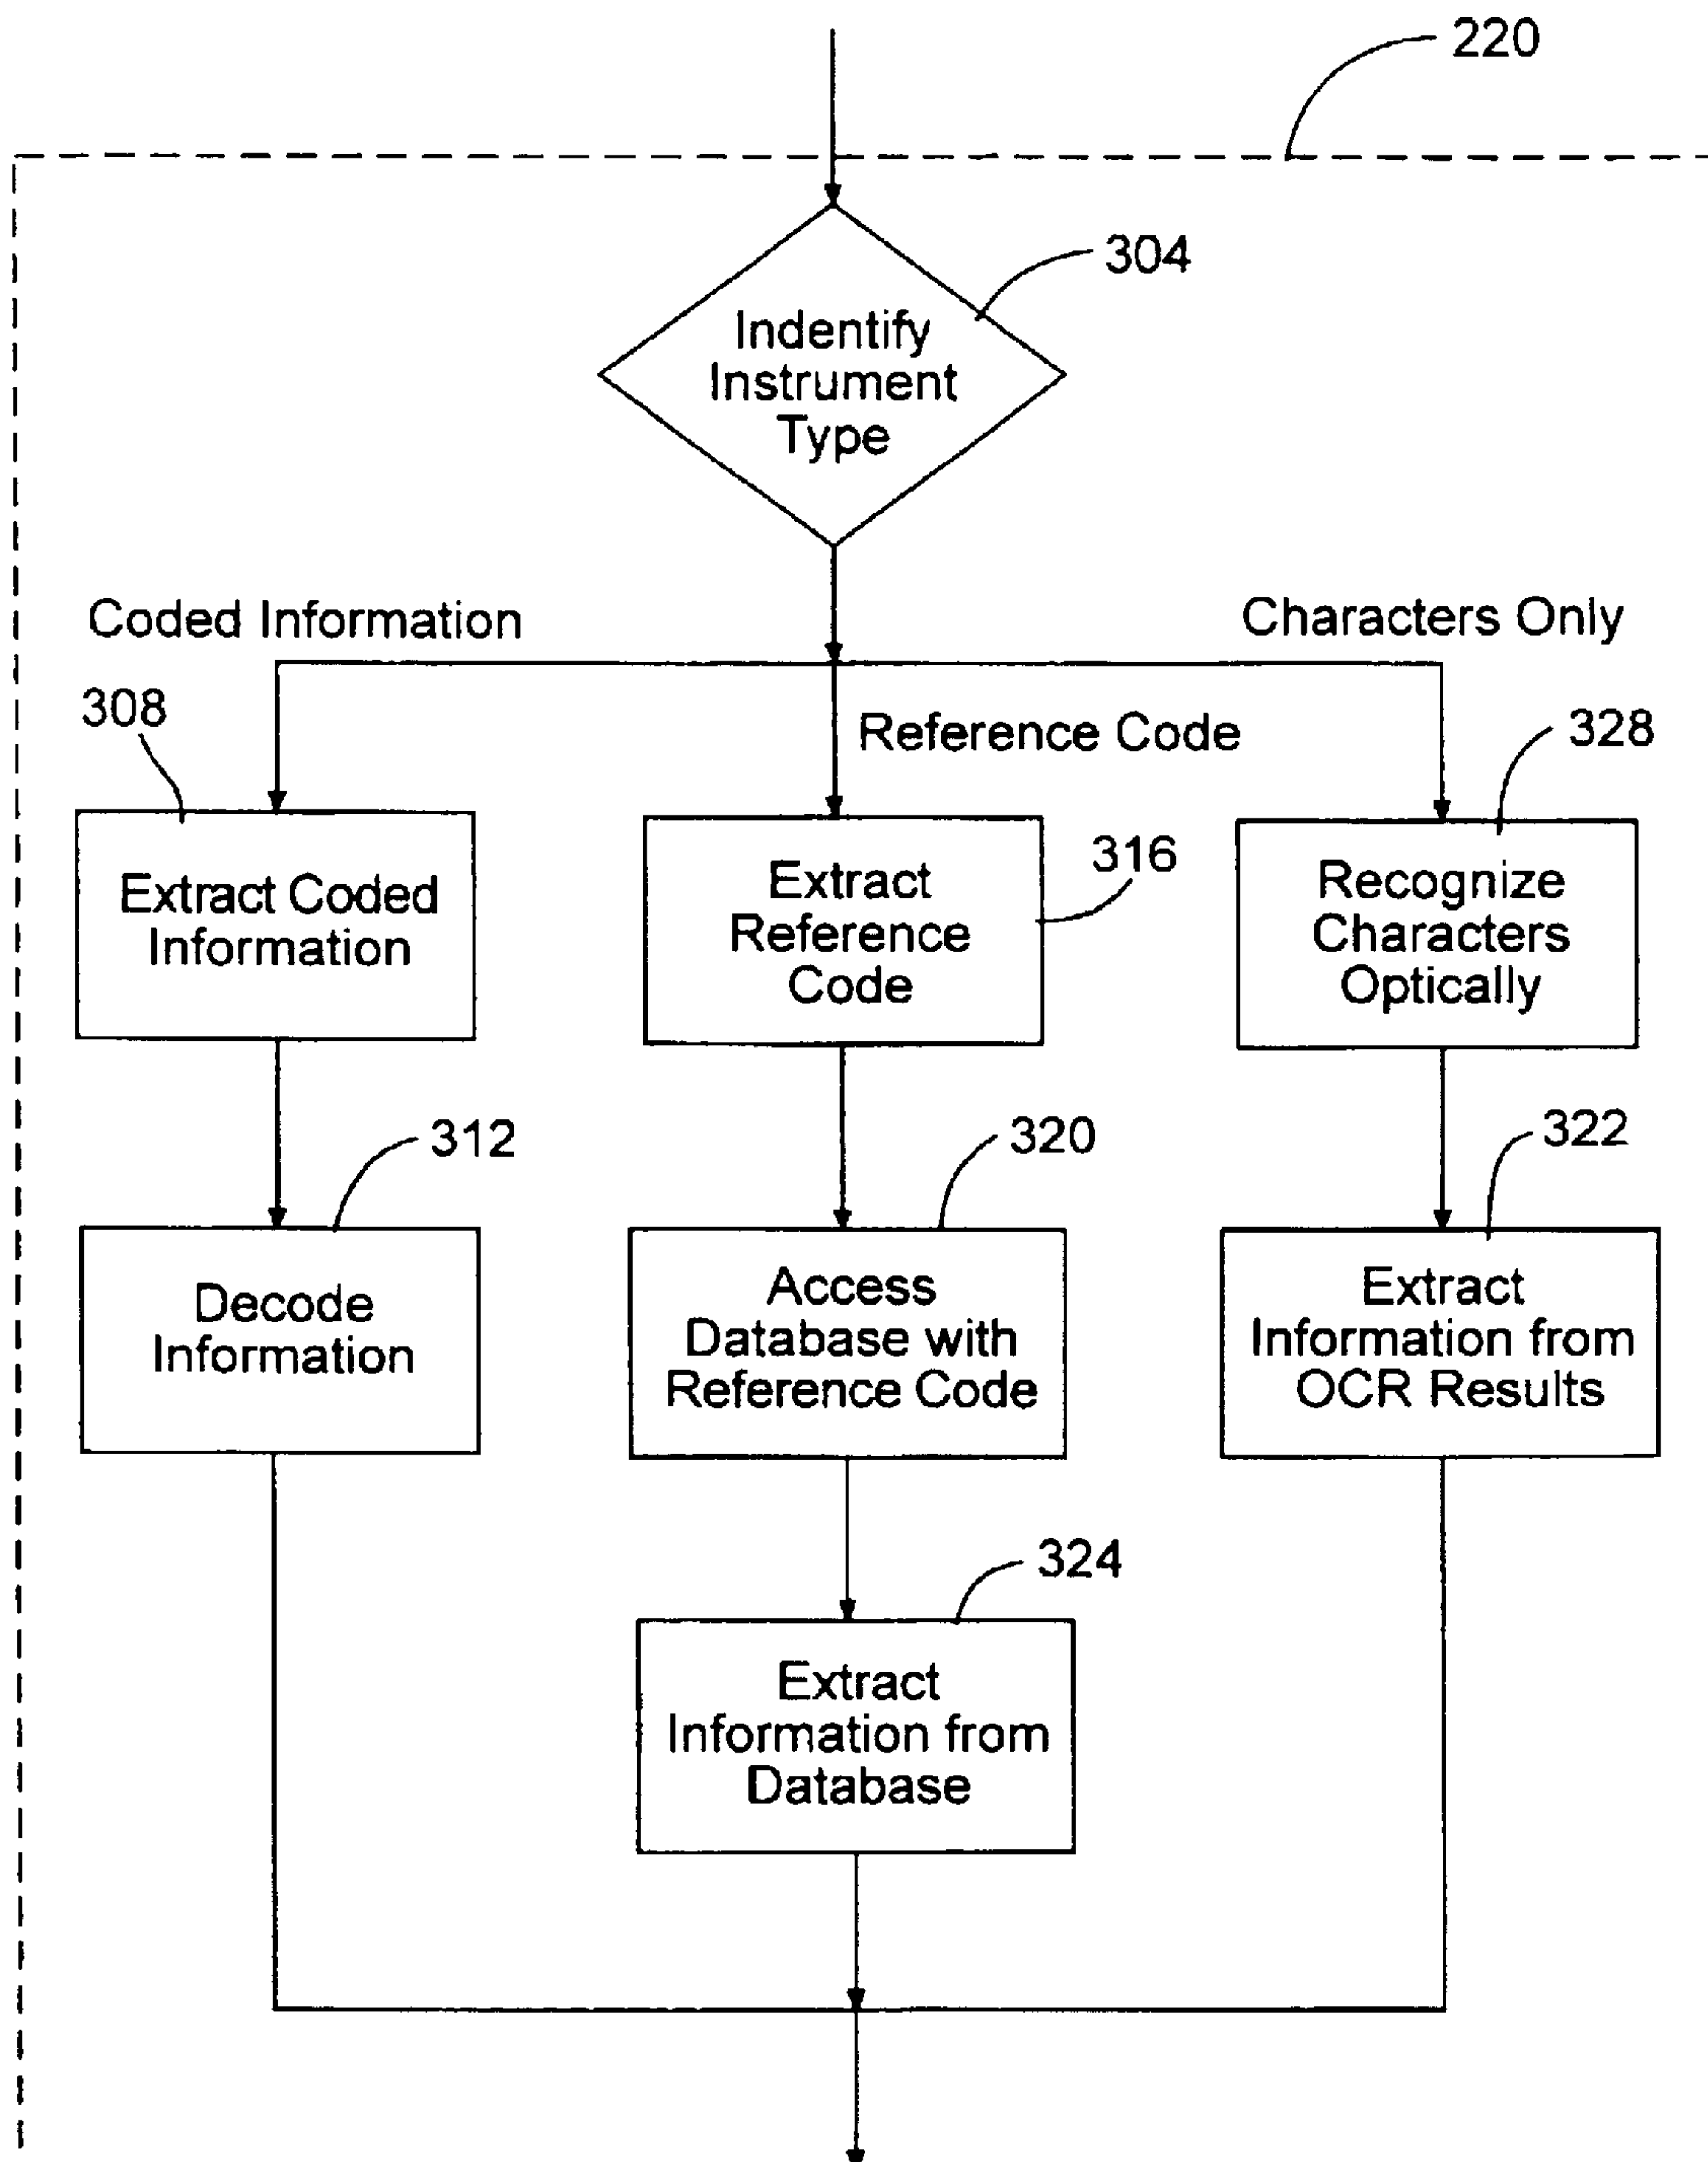 220
304
Indentify
Instrument
Type
Coded Information
Characters Only
Reference Code
308
328
316
Extract Coded
Information
Extract
Reference
Code
Recognize
Characters
Optically
312
320
322
Decode
Information
Access
Database with
Reference Code
Extract
Information from
OCR Results
324
Extract
Information from
Database